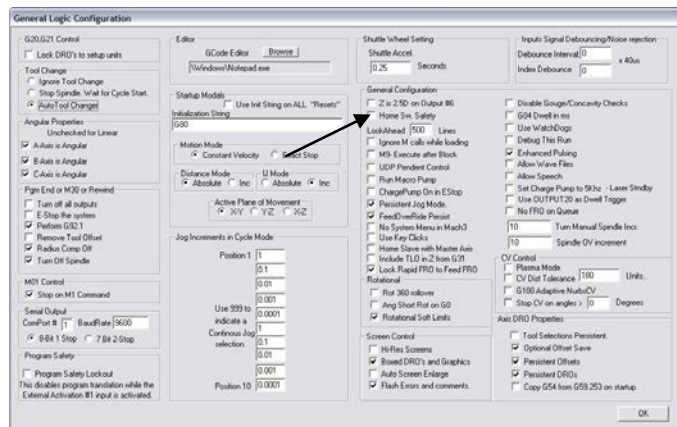 General Logic Configuration
G20,G21 Control
Lock DRO's to setup units
Tool Change
Ignore Tool Change
Stop Spindle. Wait for Cycle Start.
Auto Tool Changer
Angular Properties
Unchecked for Linear
A-Axis is Angular
B-Axis is Angular
C-Axis is Angular
Pgm End or M30 or Rewind
Turn off all outputs
E-Stop the system
Perform G92.1
Remove Tool Offset
Radius Comp Off
Turn Off Spindle
M01 Control
Stop on M1 Command
Serial Output
ComPort # 1 BaudRate 9600
8-Bit 1 Stop 7 Bit 2-Stop
Program Safety
Program Safety Lockout
This disables program translation while the
External Activation #1 input is activated.
Editor
GCode Editor Browse
\Windows\Notepad.exe
Startup Modals
Use Init String on ALL "Resets"
Initialization String
G80
Motion Mode
Constant Velocity Exact Stop
Distance Mode
Absolute Inc
IJ Mode
Absolute Inc
Active Plane of Movement
X-Y Y-Z X-Z
Jog Increments in Cycle Mode
Position 1 1
0.1
0.01
0.001
Use 999 to 0.0001
indicate a
Continous Jog 1
selection. 0.1
0.01
0.001
Position 10 0.0001
Shuttle Wheel Setting
Shuttle Accel.
0.25 Seconds
General Configuration
Z is 2.5D on Output #6
Home Sw. Safety
LookAhead 500 Lines
Ignore M calls while loading
M9- Execute after Block
UDP Pendent Control
Run Macro Pump
ChargePump On in EStop
Persistent Jog Mode.
FeedOveRide Persist
No System Menu in Mach3
Use Key Clicks
Home Slave with Master Axis
Include TLO in Z from G31
Lock Rapid FRO to Feed FRO
Rotational
Rot 360 rollover
Ang Short Rot on G0
Rotational Soft Limits
Screen Control
Hi-Res Screens
Boxed DRO's and Graphics
Auto Screen Enlarge
Flash Errors and comments.
Inputs Signal Debouncing/Noise rejection
Debounce Interval: 0
x 40us
Index Debounce 0
Disable Gouge/Concavity Checks
G04 Dwell in ms
Use WatchDogs
Debug This Run
Enhanced Pulsing
Allow Wave Files
Allow Speech
Set Charge Pump to 5Khz - Laser Stndby
Use OUTPUT20 as Dwell Trigger
No FRO on Queue
10 Turn Manual Spindle Incr.
10 Spindle OV increment
CV Control
Plasma Mode
CV Dist Tolerance 180 Units..
G100 Adaptive NurbsCV
Stop CV on angles > 0 Degrees
Axis DRO Properties
Tool Selections Persistent.
Optional Offset Save
Persistent Offsets
Persistent DROs
Copy G54 from G59.253 on startup
OK